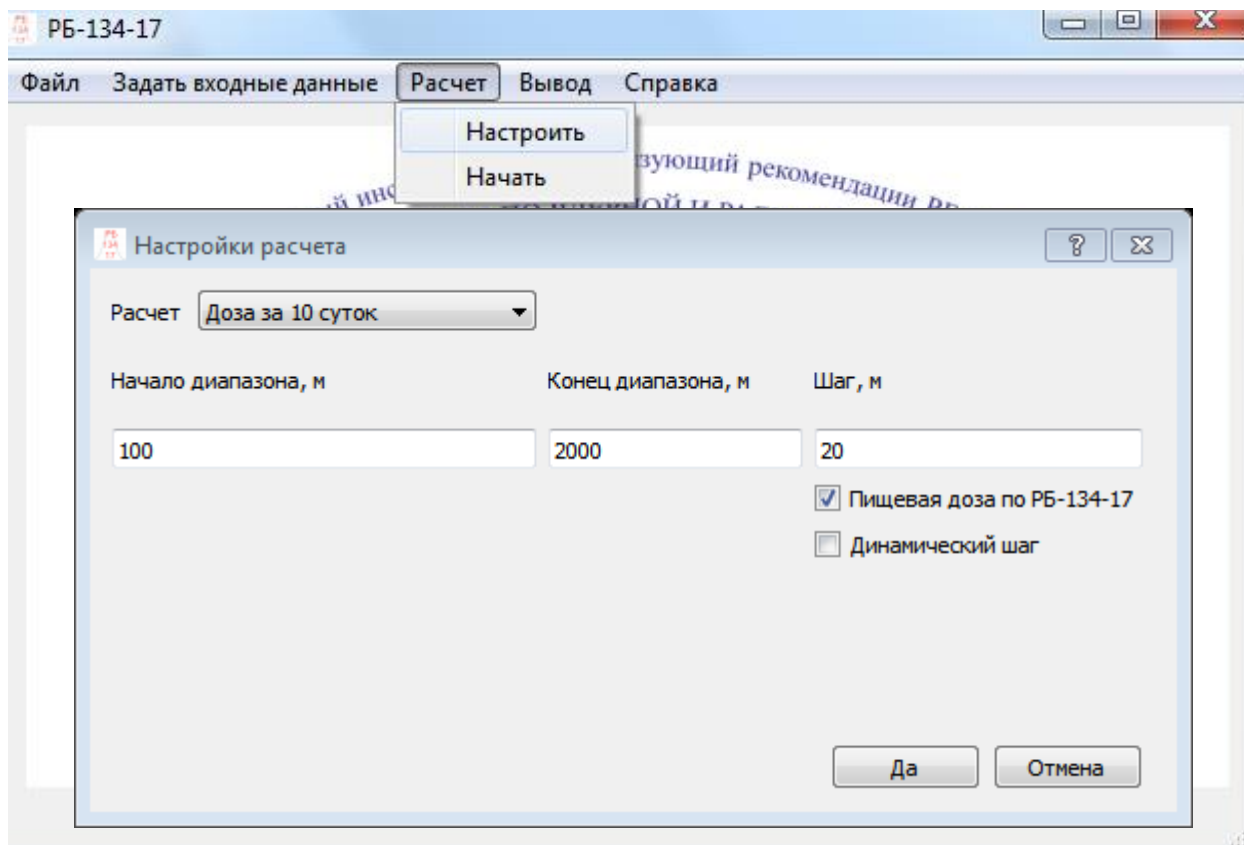 РБ-134-17
Файл Задать входные данные Расчет Вывод Справка
Настроить
Начать
рекомендации
Настройки расчета
Расчет Доза за 10 суток
Начало диапазона, м Конец диапазона, м Шаг, м
100 2000 20
Пищевая доза по РБ-134-17
Динамический шаг
Да Отмена